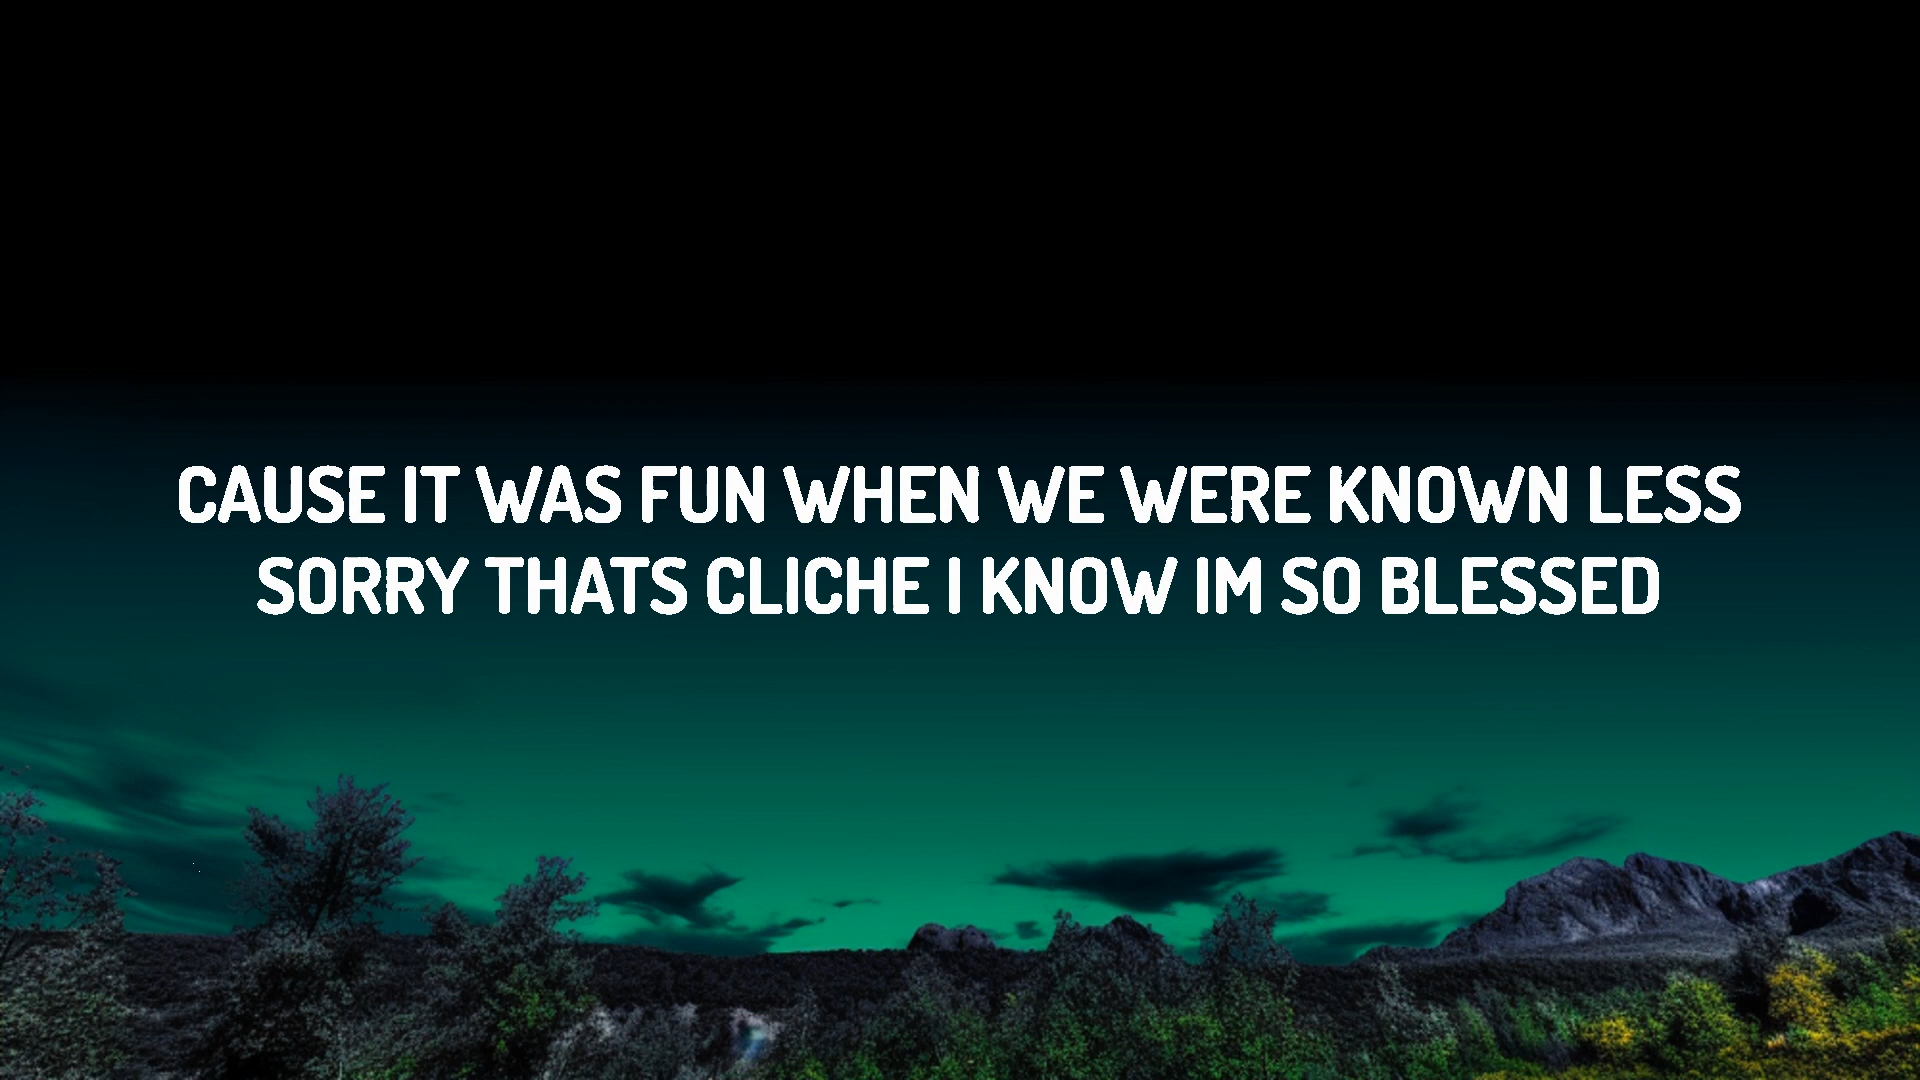 CAUSE IT WAS FUN WHEN WE WERE KNOWN LESS
SORRY THATS CLICHE I KNOW IM SO BLESSED